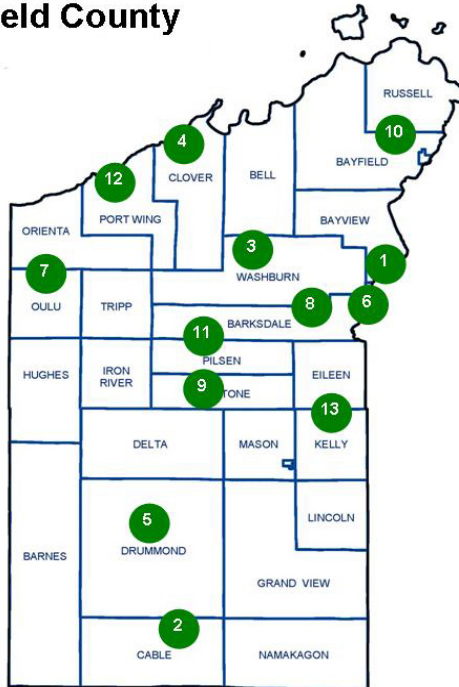 eld County
RUSSELL
10
4
BAYFIELD
12
CLOVER
BELL
PORT WING
BAYVIEW
ORIENTA
3
1
7
WASHBURN
OULU
TRIPP
8
6
BARKSDALE
11
PILSEN
HUGHES
IRON
RIVER
EILEEN
9
TONE
13
DELTA
MASON
KELLY
5
LINCOLN
DRUMMOND
BARNES
GRAND VIEW
2
CABLE
NAMAKAGON